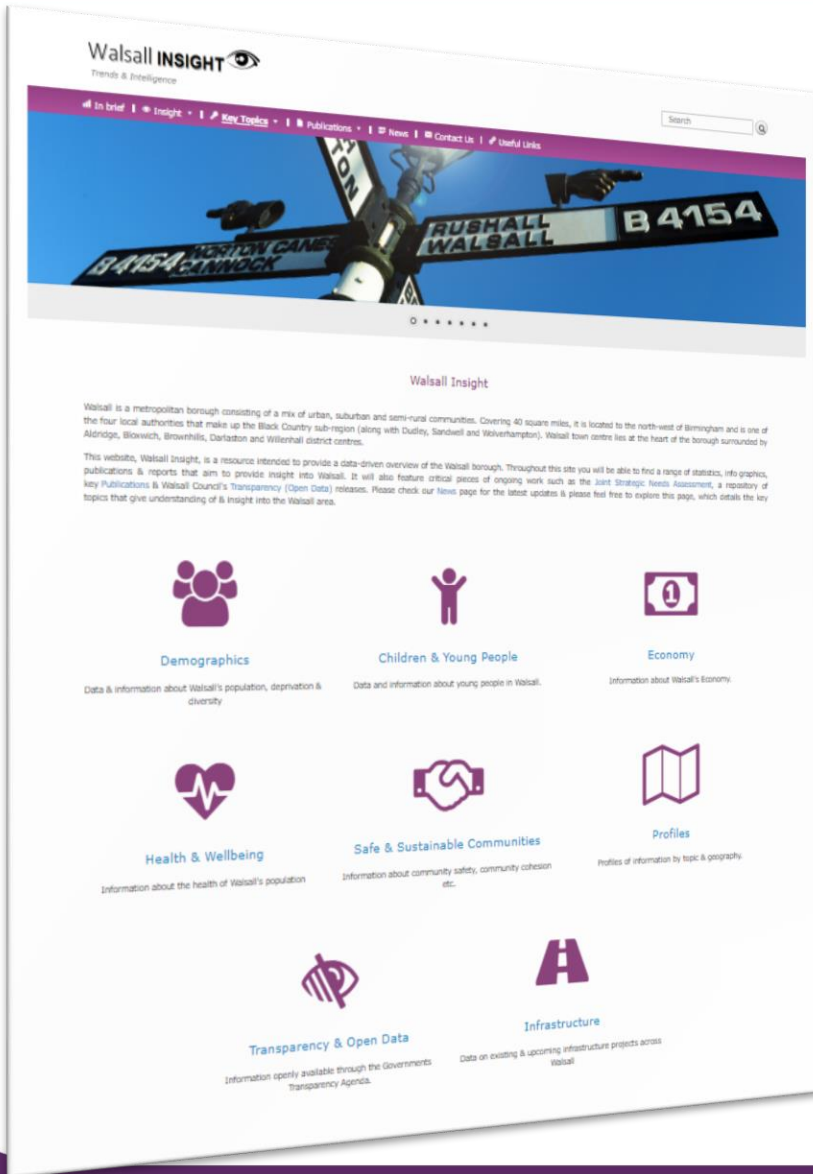 Walsall INSIGHT
Trends & Intelligence
Search
In brief | Insight | Key Topics | Publications | News | Contact Us | Useful Links
RUSHALL
WALSALL
B 4154
B 4154 NORTON CANES
CANNOCK
TON
Walsall Insight
Walsall is a metropolitan borough consisting of a mix of urban, suburban and semi-rural communities. Covering 40 square miles, it is located to the north-west of Birmingham and is one of
the four local authorities that make up the Black Country sub-region (along with Dudley, Sandwell and Wolverhampton). Walsall town centre lies at the heart of the borough surrounded by
Aldridge, Bloxwich, Brownhills, Darlaston and Willenhall district centres.
This website, Walsall Insight, is a resource intended to provide a data-driven overview of the Walsall borough. Throughout this site you will be able to find a range of statistics, info graphics,
publications & reports that aim to provide insight into Walsall. It will also feature critical pieces of ongoing work such as the Joint Strategic Needs Assessment, a repository of
key Publications & Walsall Council's Transparency (Open Data) releases. Please check our News page for the latest updates & please feel free to explore this page, which details the key
topics that give understanding of & insight into the Walsall area.
1
Demographics
Data & information about Walsall's population, deprivation &
diversity
Children & Young People
Data and information about young people in Walsall.
Economy
Information about Walsall's Economy.
Health & Wellbeing
Information about the health of Walsall's population
Safe & Sustainable Communities
Information about community safety, community cohesion
etc.
Profiles
Profiles of information by topic & geography.
Transparency & Open Data
Information openly available through the Governments
Transparency Agenda.
Infrastructure
Data on existing & upcoming infrastructure projects across
Walsall